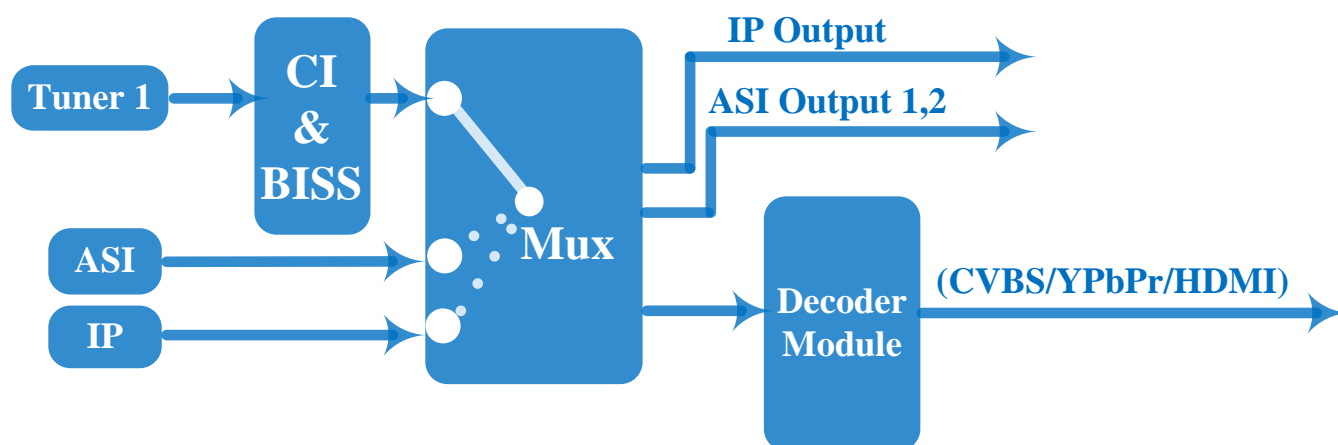 Tuner 1
CI
&
BISS
ASI
IP
Mux
IP Output
ASI Output 1,2
Decoder
Module
(CVBS/YPbPr/HDMI)